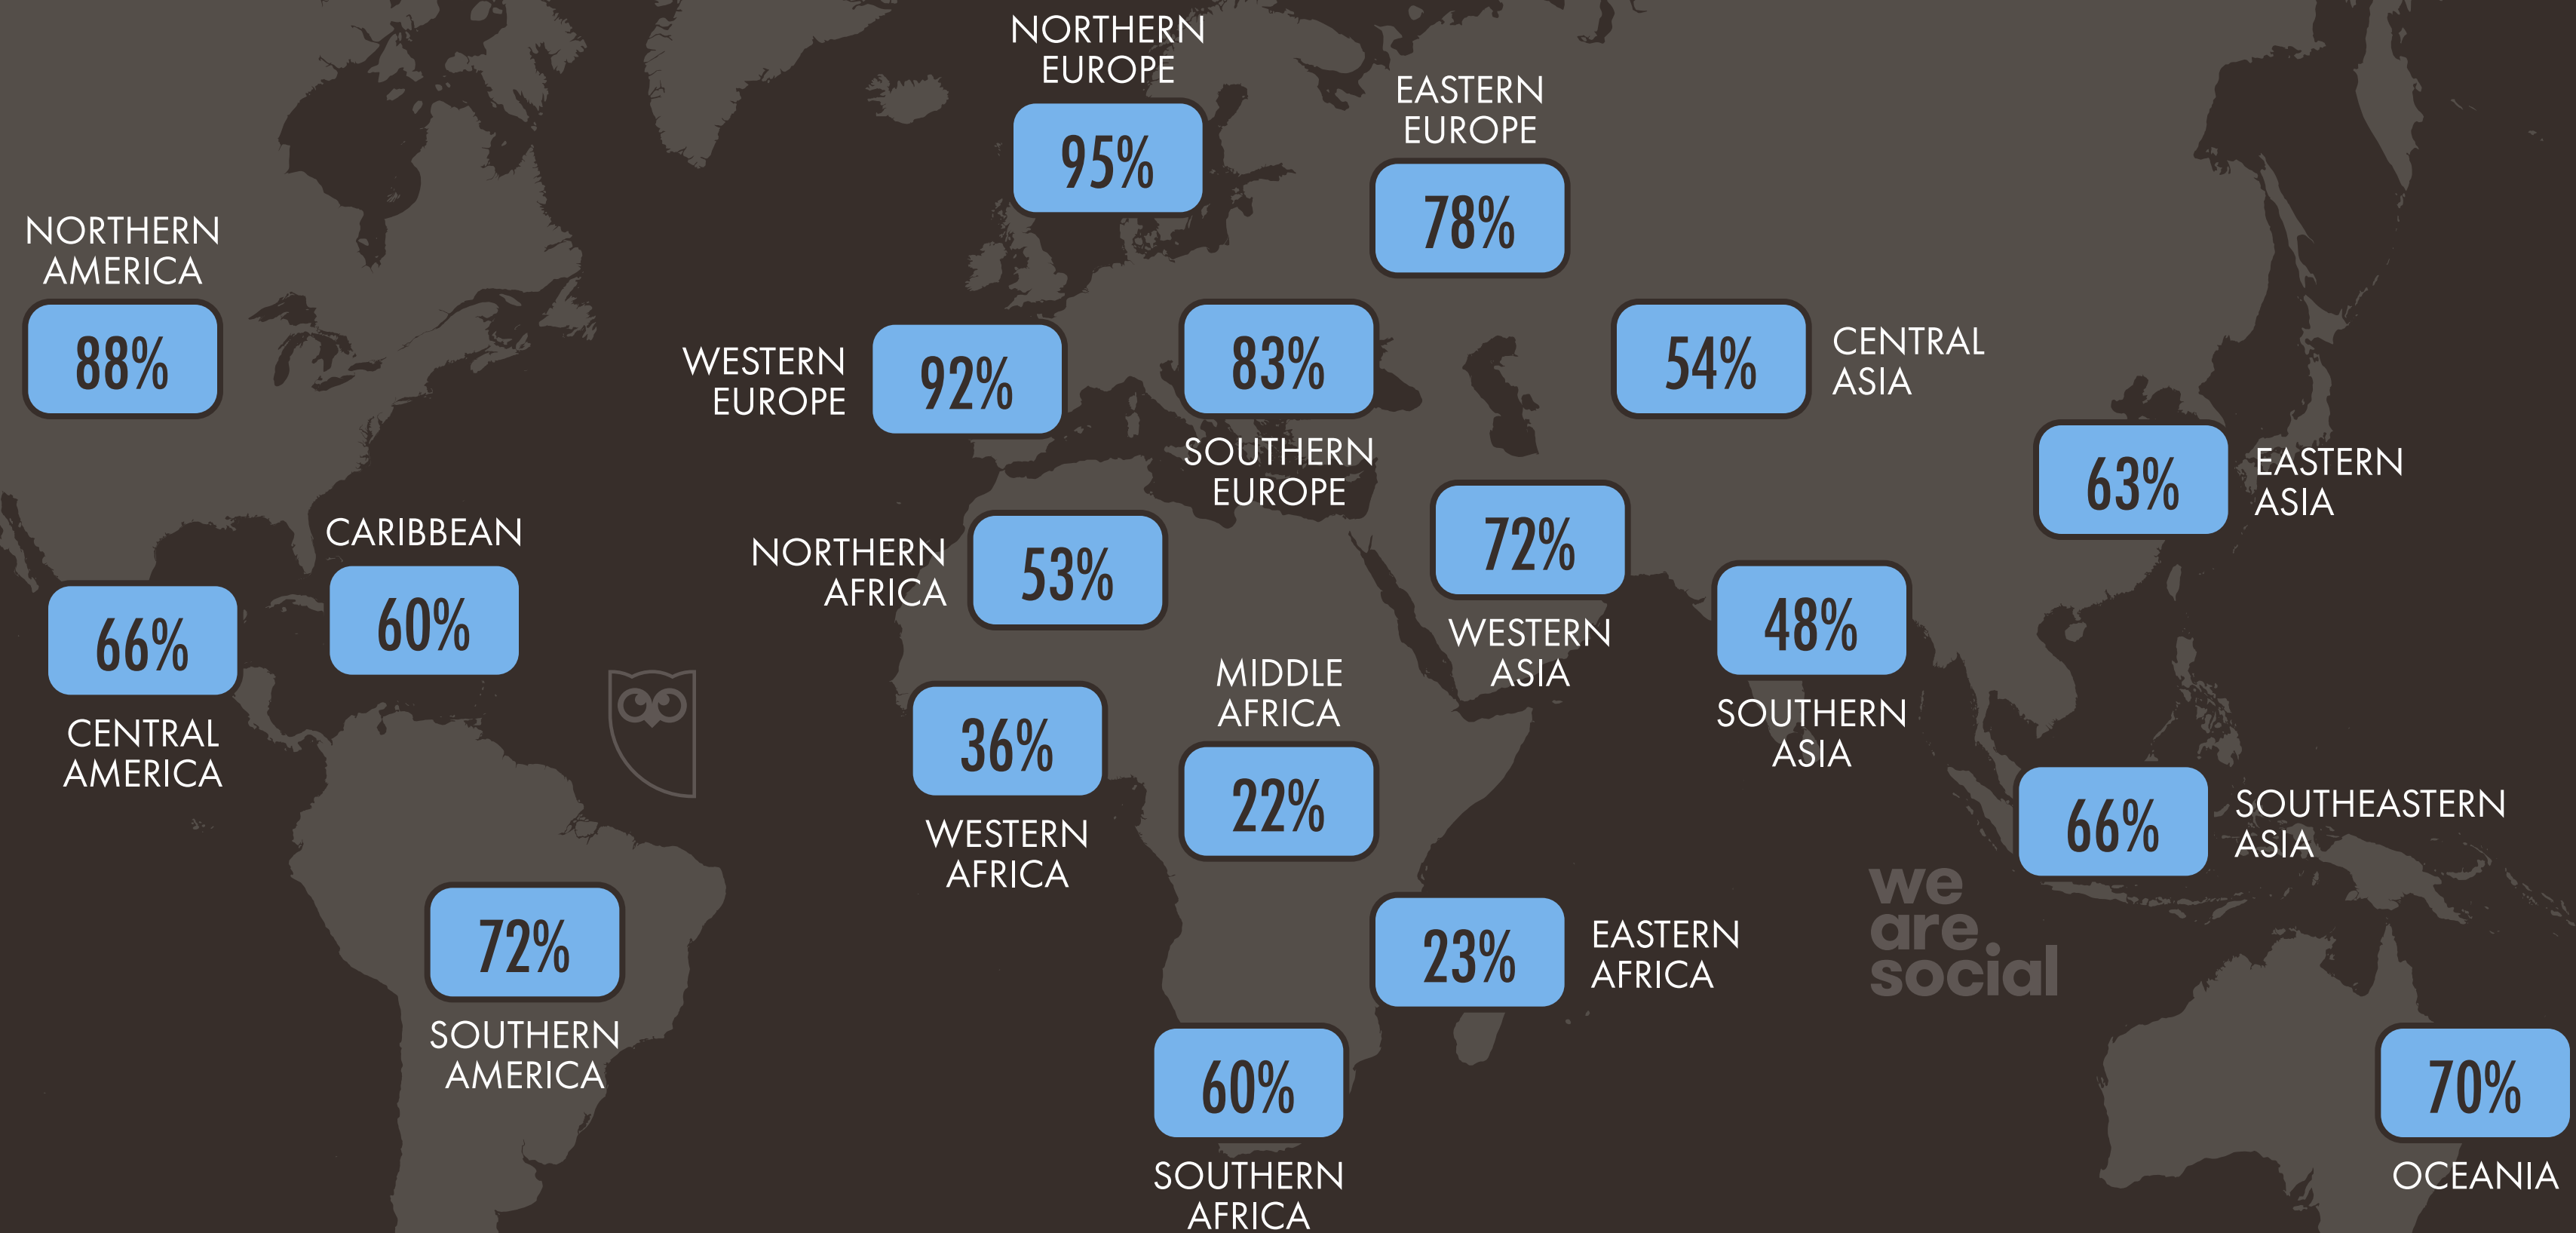 NORTHERN
EUROPE
95%
EASTERN
EUROPE
78%
NORTHERN
AMERICA
88%
WESTERN
EUROPE
92%
83%
SOUTHERN
EUROPE
54%
CENTRAL
ASIA
63%
EASTERN
ASIA
CARIBBEAN
60%
66%
CENTRAL
AMERICA
NORTHERN
AFRICA
53%
72%
WESTERN
ASIA
48%
SOUTHERN
ASIA
36%
WESTERN
AFRICA
MIDDLE
AFRICA
22%
66%
SOUTHEASTERN
ASIA
72%
SOUTHERN
AMERICA
23%
EASTERN
AFRICA
we
are
social
60%
SOUTHERN
AFRICA
70%
OCEANIA